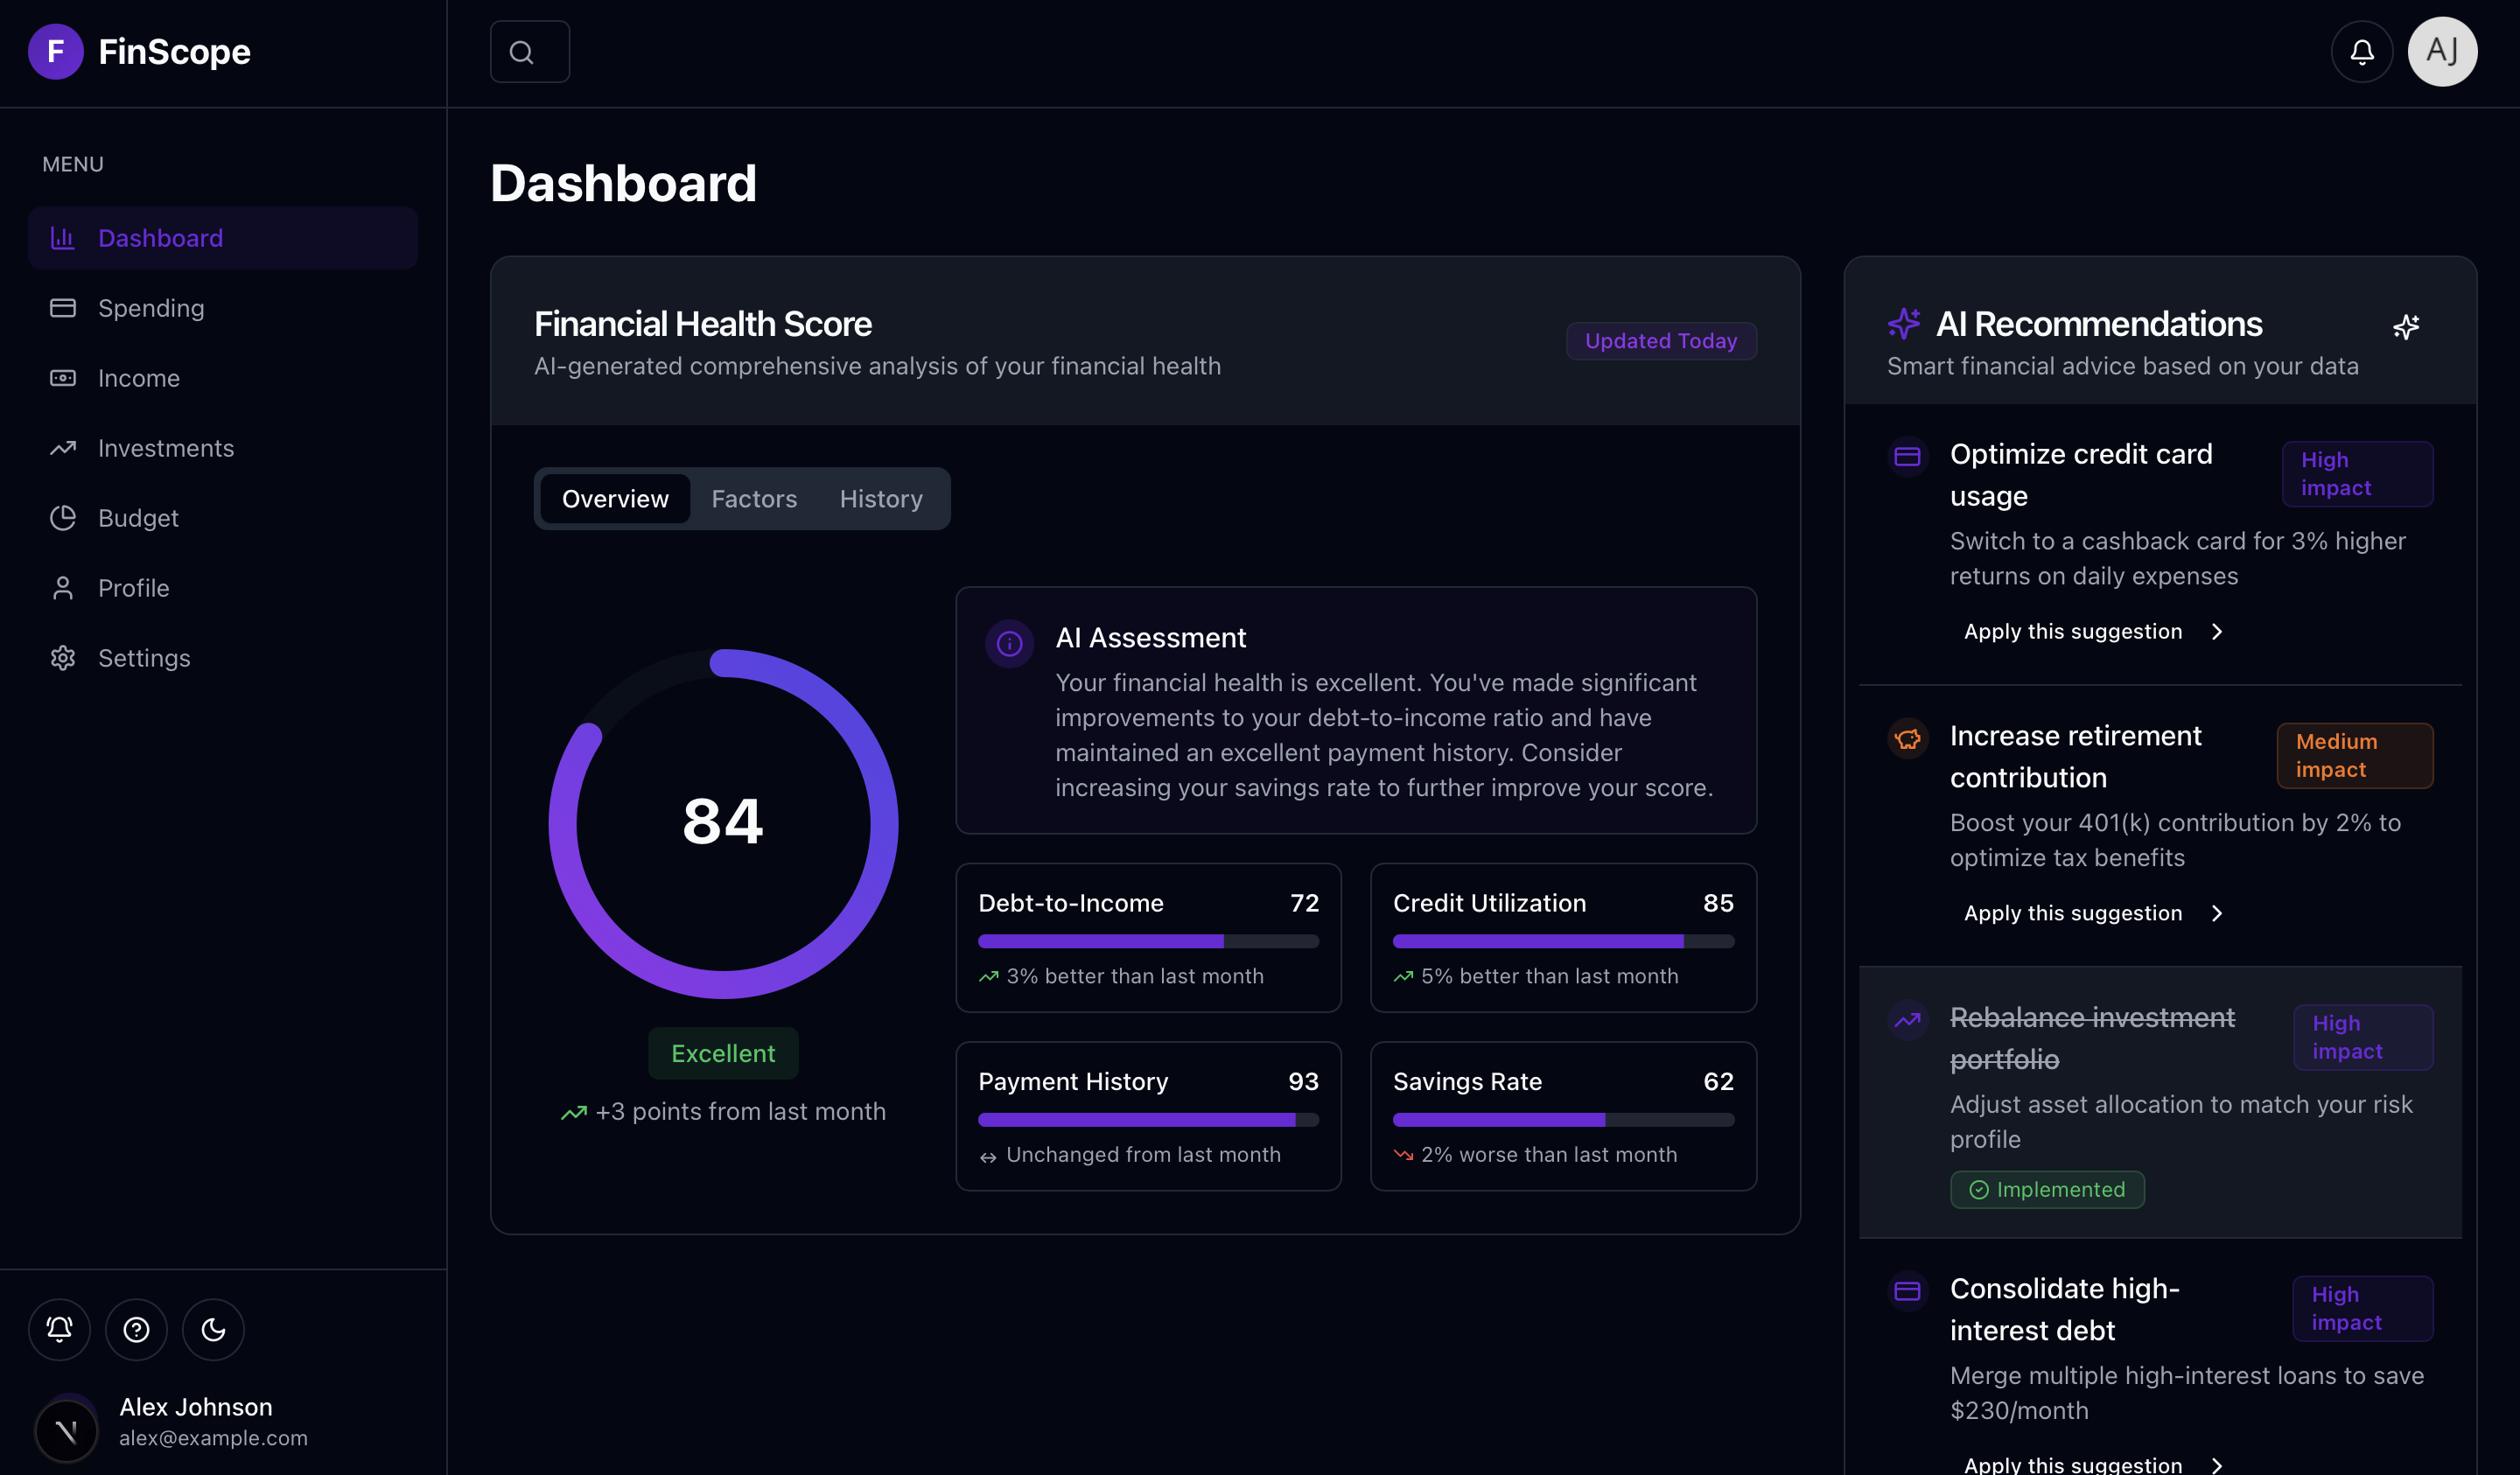 F FinScope
AJ
MENU
Dashboard
Spending
Income
Investments
Budget
Profile
Settings
Alex Johnson
alex@example.com
Dashboard
Financial Health Score
AI-generated comprehensive analysis of your financial health
Updated Today
Overview Factors History
84
Excellent
+3 points from last month
AI Assessment
Your financial health is excellent. You've made significant
improvements to your debt-to-income ratio and have
maintained an excellent payment history. Consider
increasing your savings rate to further improve your score.
Debt-to-Income 72
3% better than last month
Credit Utilization 85
5% better than last month
Payment History 93
Unchanged from last month
Savings Rate 62
2% worse than last month
AI Recommendations
Smart financial advice based on your data
Optimize credit card
usage
High
impact
Switch to a cashback card for 3% higher
returns on daily expenses
Apply this suggestion
Increase retirement
contribution
Medium
impact
Boost your 401(k) contribution by 2% to
optimize tax benefits
Apply this suggestion
Rebalance investment
portfolio
High
impact
Adjust asset allocation to match your risk
profile
Implemented
Consolidate high-
interest debt
High
impact
Merge multiple high-interest loans to save
$230/month
Apply this suggestion